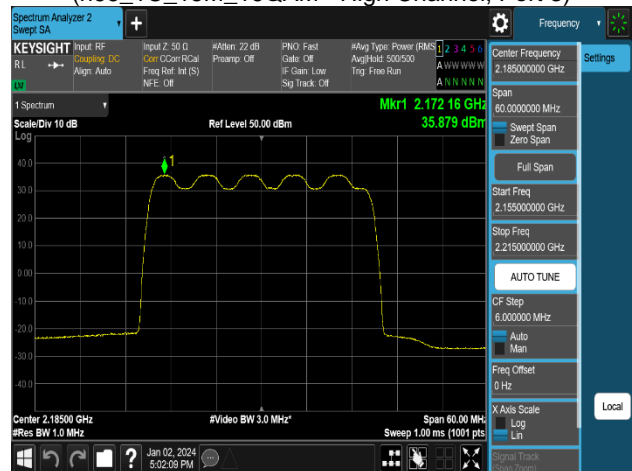 Spectrum Analyzer 2
Swept SA
Frequency
KEYSIGHT
RL
Input: RF
Coupling: DC
Align: Auto
Input Z: 50 Ω
Corr CCorr RCal
Freq Ref: Int (S)
NFE: Off
#Atten: 22 dB
Preamp: Off
PNO: Fast
Gate: Off
IF Gain: Low
Sig Track: Off
#Avg Type: Power (RMS
Avg|Hold: 500/500
Trig: Free Run
1 2 3 4 5 6
A W W W W W
A N N N N N
1 Spectrum
Mkr1 2.172 16 GHz
Scale/Div 10 dB
Ref Level 50.00 dBm
35.879 dBm
Log
1
40.0
30.0
20.0
10.0
0.00
-10.0
-20.0
-30.0
-40.0
Center 2.18500 GHz
#Video BW 3.0 MHz*
Span 60.00 MHz
#Res BW 1.0 MHz
Sweep 1.00 ms (1001 pts
Jan 02, 2024
5:02:09 PM
Center Frequency
2.185000000 GHz
Span
60.0000000 MHz
Swept Span
Zero Span
Full Span
Start Freq
2.155000000 GHz
Stop Freq
2.215000000 GHz
AUTO TUNE
CF Step
6.000000 MHz
Auto
Man
Freq Offset
0 Hz
X Axis Scale
Log
Lin
Signal Track
(Span Zoom)
Settings
Local